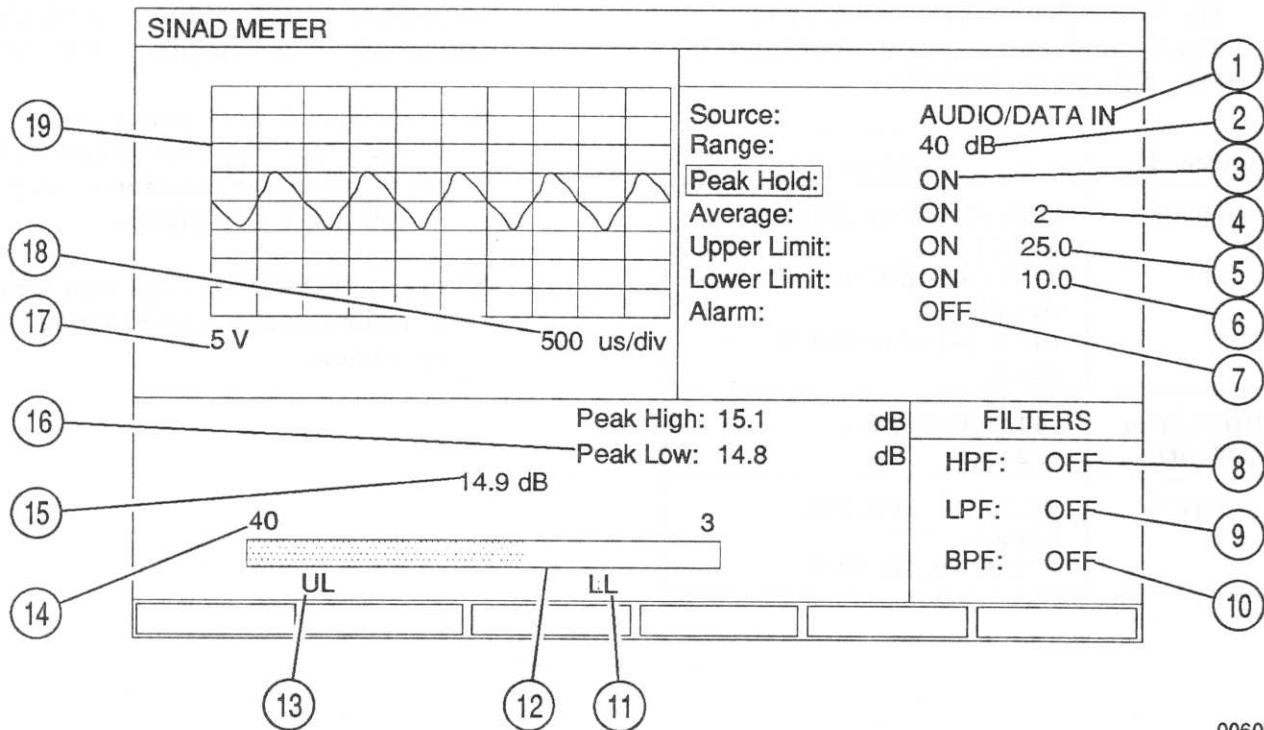 SINAD METER
Source: AUDIO/DATA IN
Range: 40 dB
Peak Hold: ON
Average: ON 2
Upper Limit: ON 25.0
Lower Limit: ON 10.0
Alarm: OFF
5 V 500 us/div
Peak High: 15.1 dB
Peak Low: 14.8 dB
14.9 dB
40 3
UL LL
FILTERS
HPF: OFF
LPF: OFF
BPF: OFF
1
2
3
4
5
6
7
8
9
10
11
12
13
14
15
16
17
18
19
0060